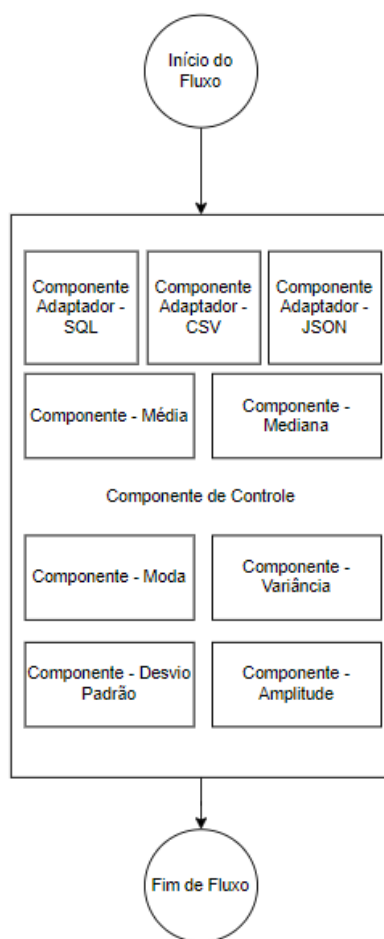 Início do
Fluxo
Componente
Adaptador -
SQL
Componente
Adaptador -
CSV
Componente
Adaptador -
JSON
Componente - Média
Componente -
Mediana
Componente de Controle
Componente - Moda
Componente -
Variância
Componente - Desvio
Padrão
Componente -
Amplitude
Fim de Fluxo